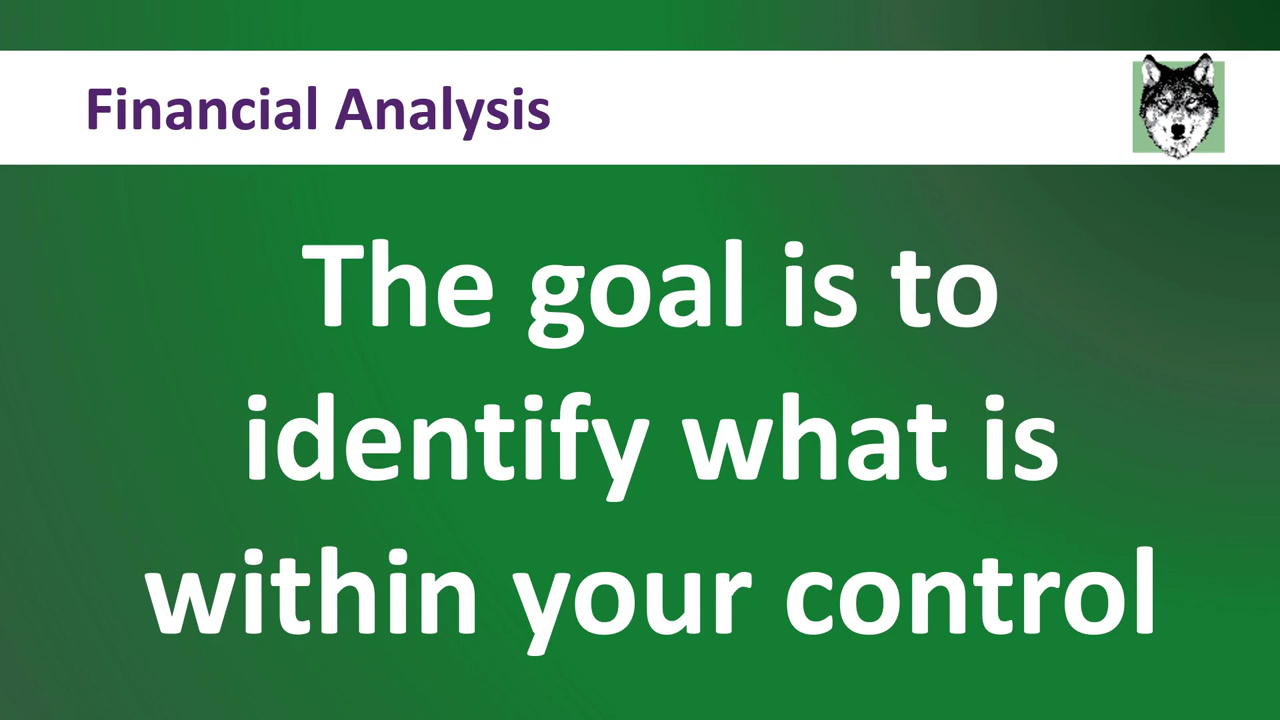 Financial Analysis
The goal is to
identify what is
within your control